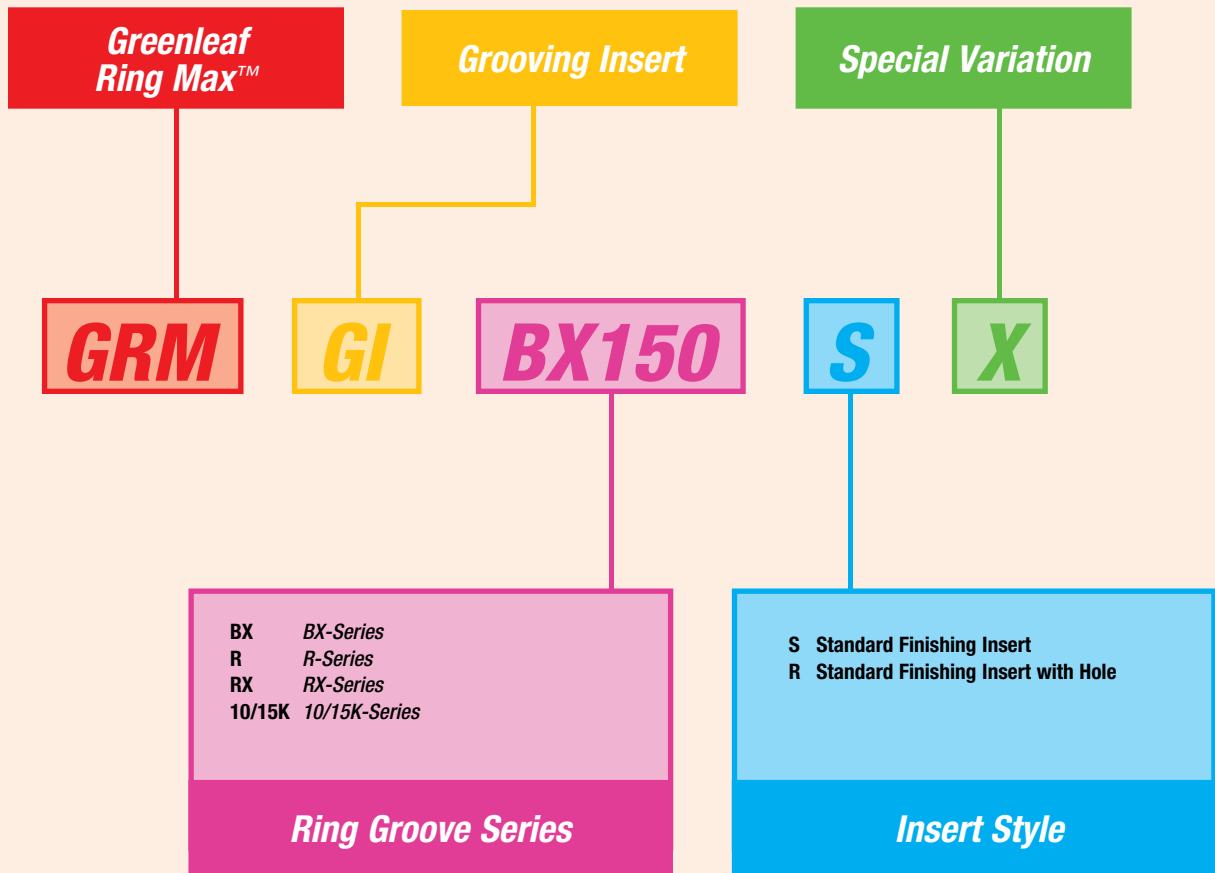 Greenleaf
Ring Max™
Grooving Insert
Special Variation
GRM GI BX150 S X
BX BX-Series
R R-Series
RX RX-Series
10/15K 10/15K-Series
Ring Groove Series
S Standard Finishing Insert
R Standard Finishing Insert with Hole
Insert Style